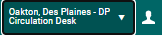 Oakton, Des Plaines - DP
Circulation Desk